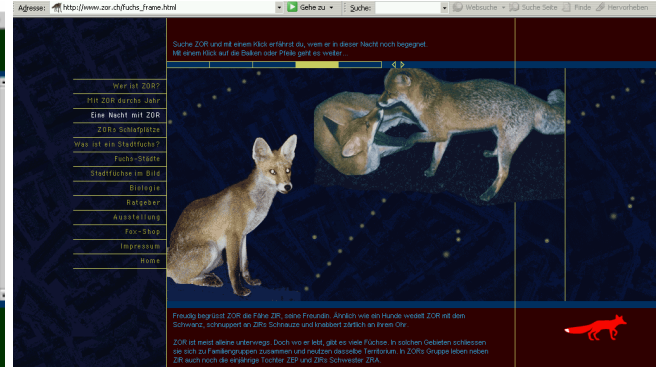 Adresse: http://www.zor.ch/fuchs_frame.html Gehe zu Suche: Websuche Suche Seite Finde Hervorheben
Suche ZOR und mit einem Klick erfährst du, wem er in dieser Nacht noch begegnet.
Mit einem Klick auf die Balken oder Pfeile geht es weiter...
Wer ist ZOR?
Mit ZOR durchs Jahr
Eine Nacht mit ZOR
ZORs Schlafplätze
Was ist ein Stadtfuchs?
Fuchs-Städte
Stadtfüchse im Bild
Biologie
Ratgeber
Ausstellung
Fox-Shop
Impressum
Home
Freudig begrüsst ZOR die Fähe ZIR, seine Freundin. Ähnlich wie ein Hunde wedelt ZOR mit dem
Schwanz, schnuppert an ZIRs Schnauze und knabbert zärtlich an ihrem Ohr.
ZOR ist meist alleine unterwegs. Doch wo er lebt, gibt es viele Füchse. In solchen Gebieten schliessen
sie sich zu Familiengruppen zusammen und neutzen dasselbe Territorium. In ZORs Gruppe leben neben
ZIR auch noch die einjährige Tochter ZEP und ZIRs Schwester ZRA.